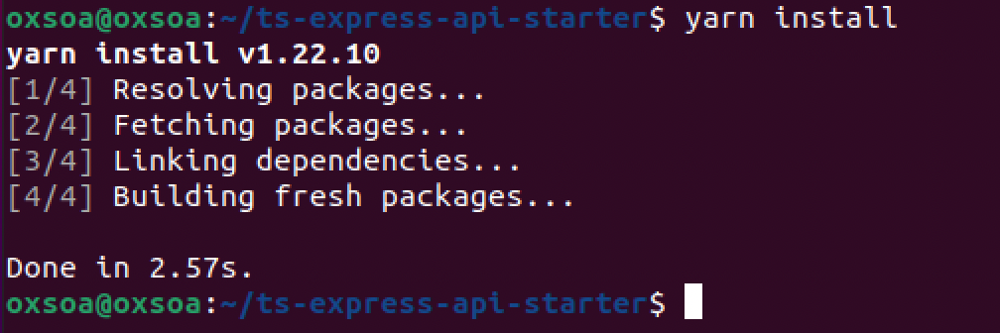 oxsoa@oxsoa:~/ts-express-api-starter$ yarn install
yarn install v1.22.10
[1/4] Resolving packages...
[2/4] Fetching packages...
[3/4] Linking dependencies...
[4/4] Building fresh packages...
Done in 2.57s.
oxsoa@oxsoa:~/ts-express-api-starter$